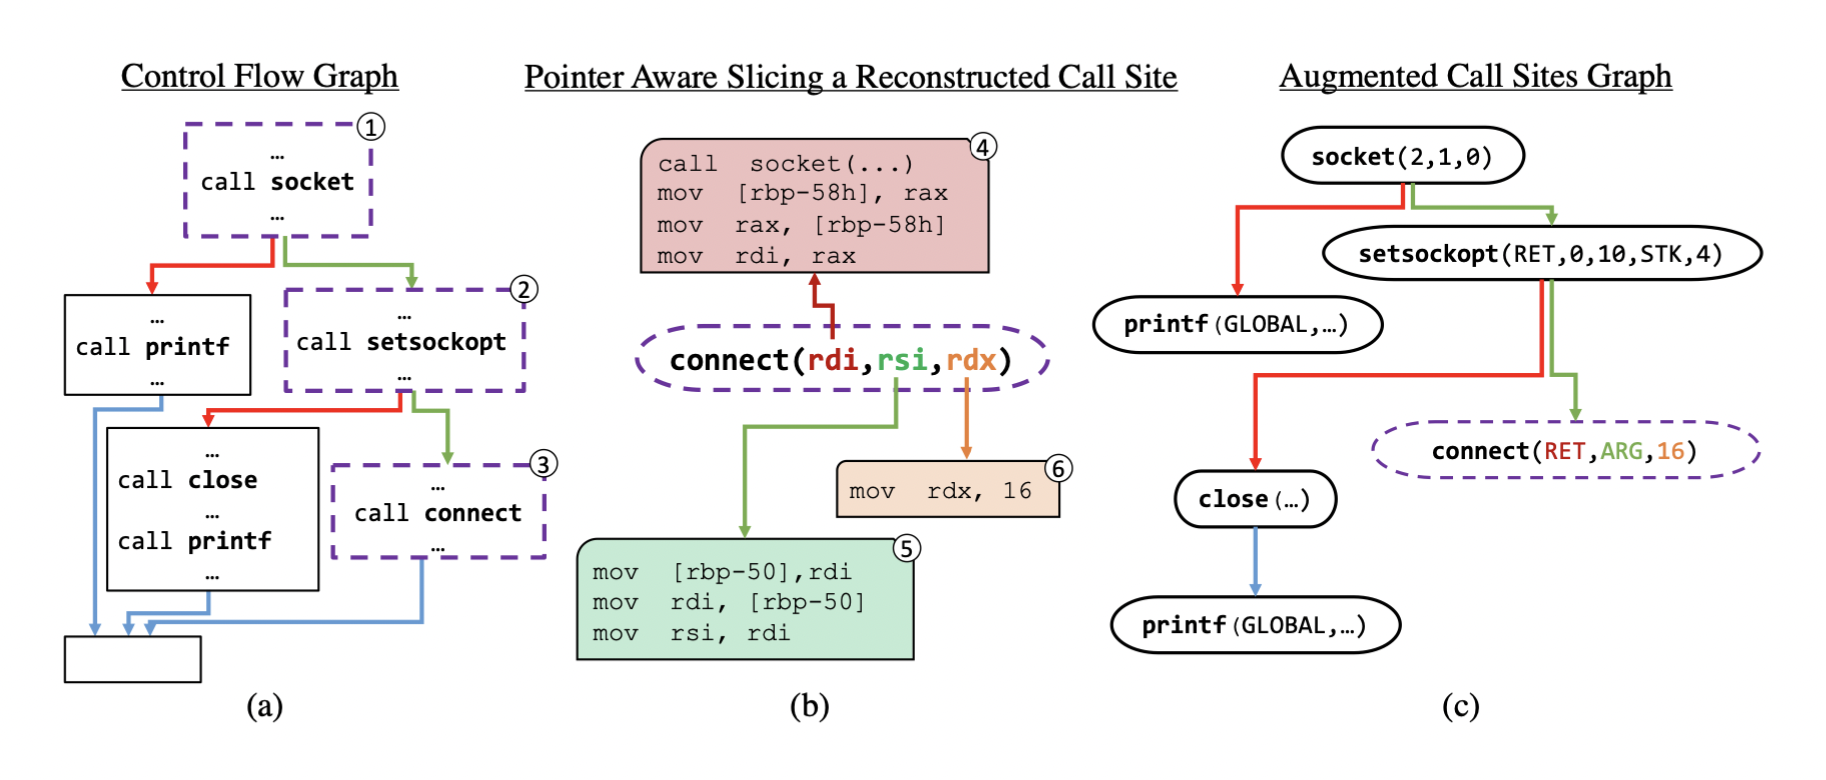 Control Flow Graph
①
...
call socket
...
②
...
call printf
...
...
call setsockopt
...
③
...
call close
...
call printf
...
...
call connect
...
(a)
Pointer Aware Slicing a Reconstructed Call Site
④
call socket(...)
mov [rbp-58h], rax
mov rax, [rbp-58h]
mov rdi, rax
connect(rdi,rsi,rdx)
⑥
mov rdx, 16
⑤
mov [rbp-50],rdi
mov rdi, [rbp-50]
mov rsi, rdi
(b)
Augmented Call Sites Graph
socket(2,1,0)
setsockopt(RET,0,10,STK,4)
printf(GLOBAL,…)
connect(RET,ARG,16)
close(…)
printf(GLOBAL,…)
(c)